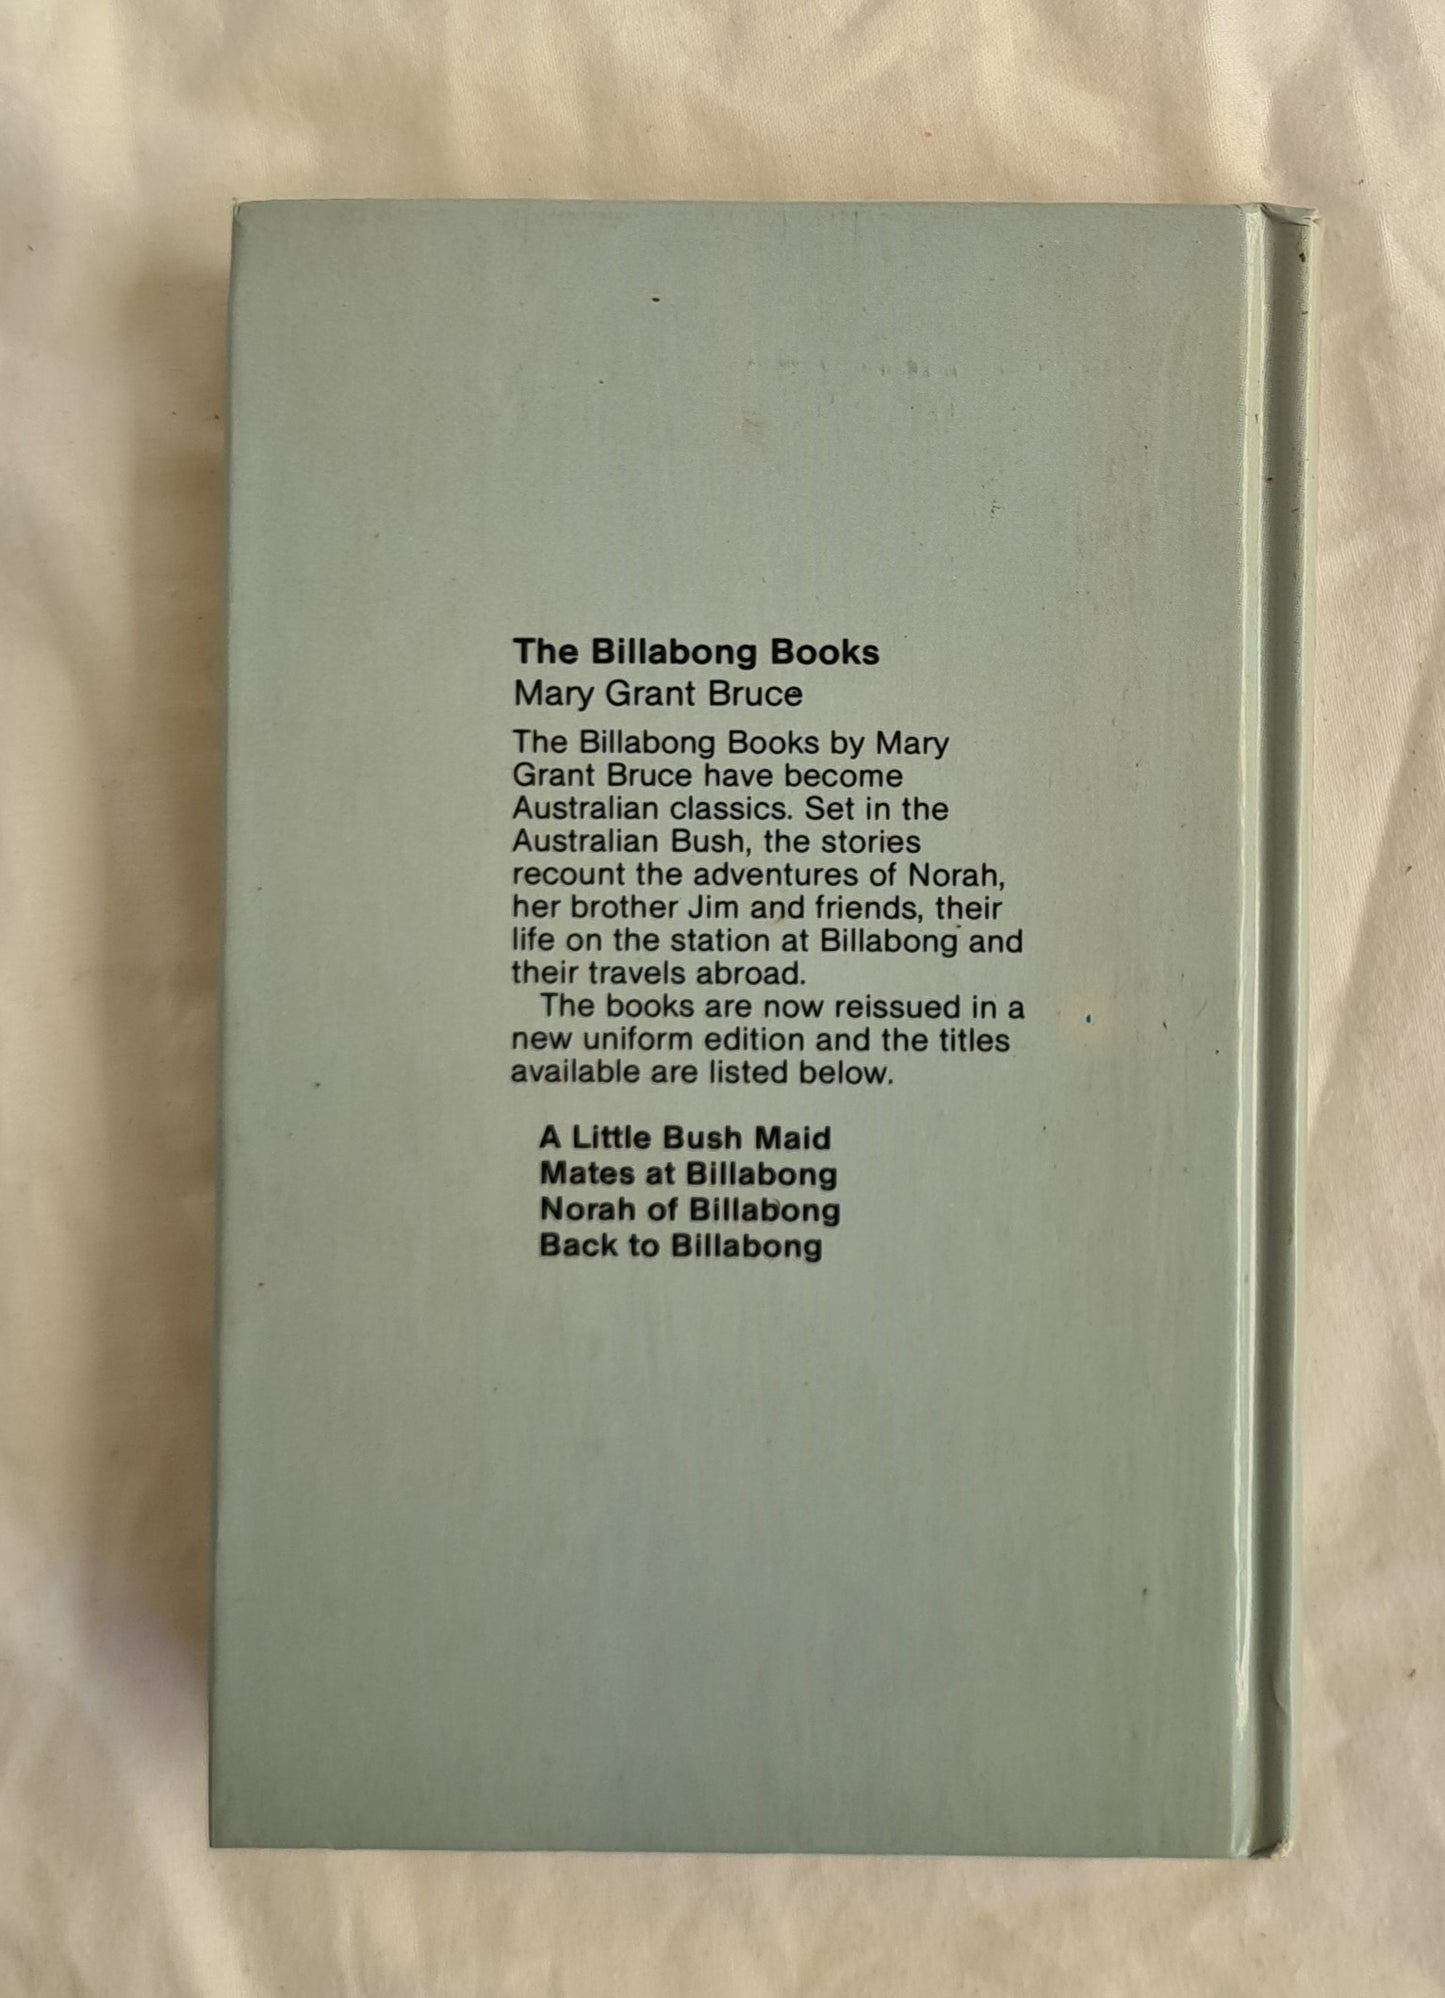 The Billabong Books
Mary Grant Bruce
The Billabong Books by Mary
Grant Bruce have become
Australian classics. Set in the
Australian Bush, the stories
recount the adventures of Norah,
her brother Jim and friends, their
life on the station at Billabong and
their travels abroad.
The books are now reissued in a
new uniform edition and the titles
available are listed below.
A Little Bush Maid
Mates at Billabong
Norah of Billabong
Back to Billabong